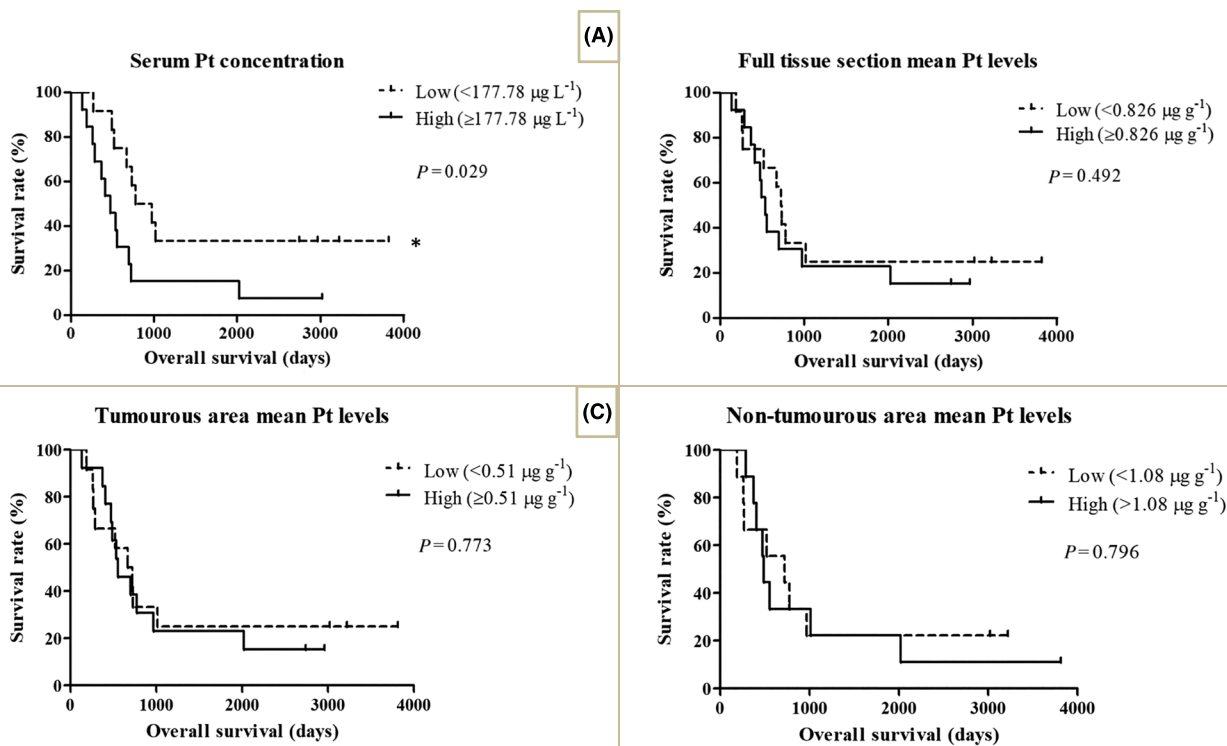 (A)
Serum Pt concentration
Low (<177.78 µg L⁻¹)
High (≥177.78 µg L⁻¹)
P=0.029
*
Survival rate (%)
100
80
60
40
20
0
0 1000 2000 3000 4000
Overall survival (days)
Full tissue section mean Pt levels
Low (<0.826 µg g⁻¹)
High (≥0.826 µg g⁻¹)
P=0.492
Survival rate (%)
100
80
60
40
20
0
0 1000 2000 3000 4000
Overall survival (days)
(C)
Tumourous area mean Pt levels
Low (<0.51 µg g⁻¹)
High (≥0.51 µg g⁻¹)
P=0.773
Survival rate (%)
100
80
60
40
20
0
0 1000 2000 3000 4000
Overall survival (days)
Non-tumourous area mean Pt levels
Low (<1.08 µg g⁻¹)
High (>1.08 µg g⁻¹)
P=0.796
Survival rate (%)
100
80
60
40
20
0
0 1000 2000 3000 4000
Overall survival (days)